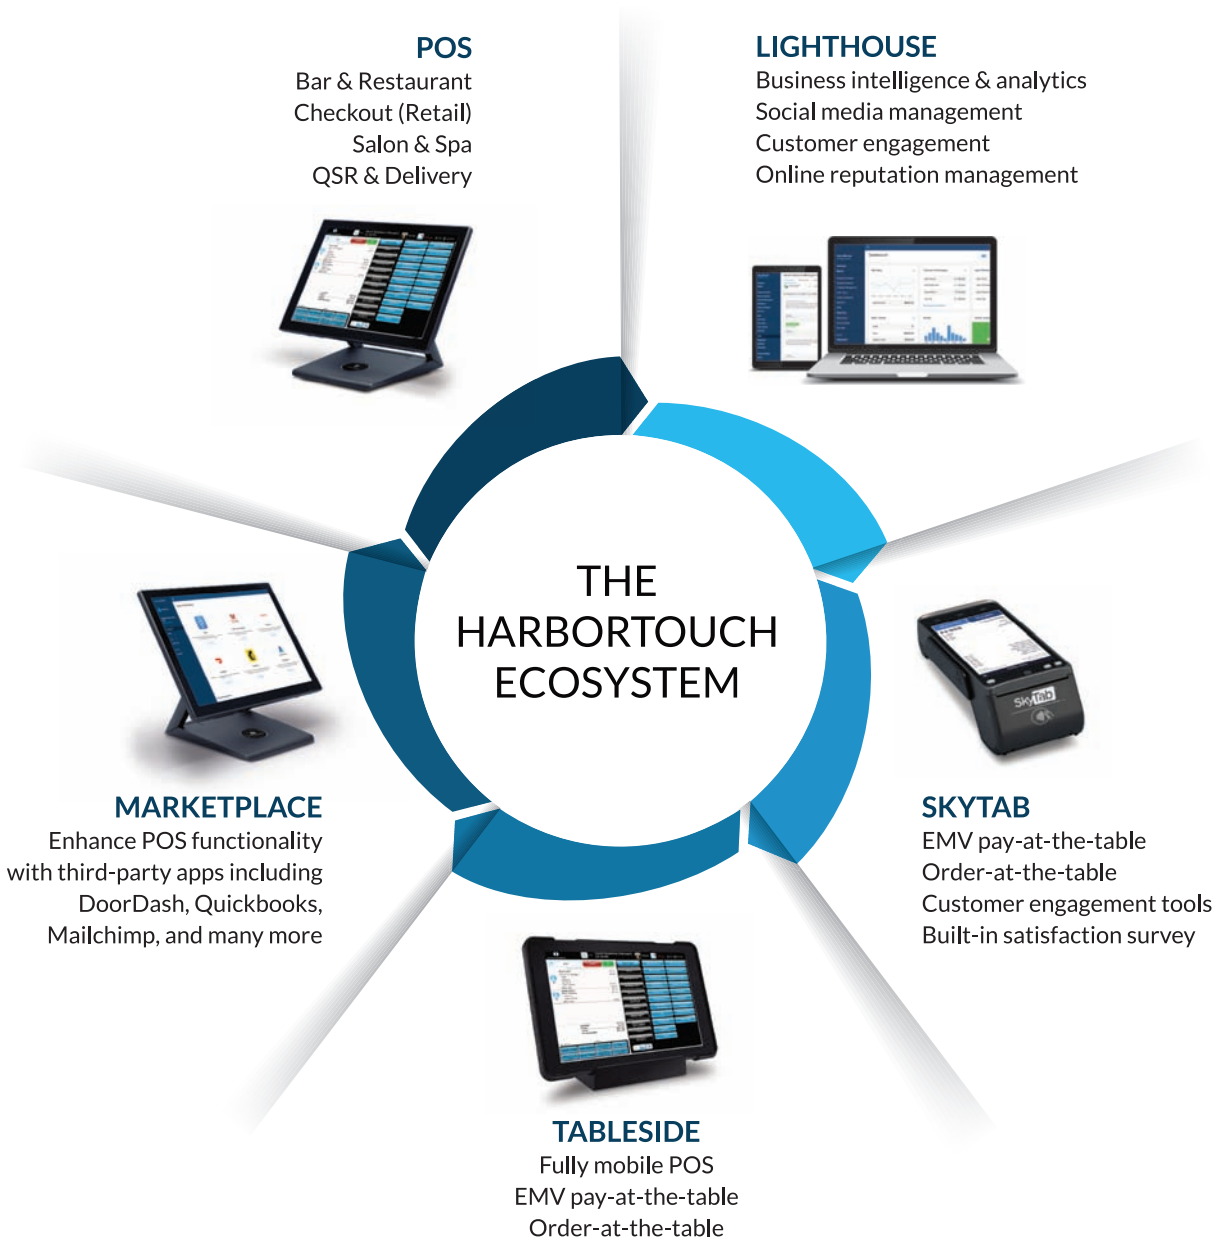 POS
Bar & Restaurant
Checkout (Retail)
Salon & Spa
QSR & Delivery
LIGHTHOUSE
Business intelligence & analytics
Social media management
Customer engagement
Online reputation management
THE
HARBORTOUCH
ECOSYSTEM
SkyTab
MARKETPLACE
Enhance POS functionality
with third-party apps including
DoorDash, Quickbooks,
Mailchimp, and many more
SKYTAB
EMV pay-at-the-table
Order-at-the-table
Customer engagement tools
Built-in satisfaction survey
TABLESIDE
Fully mobile POS
EMV pay-at-the-table
Order-at-the-table